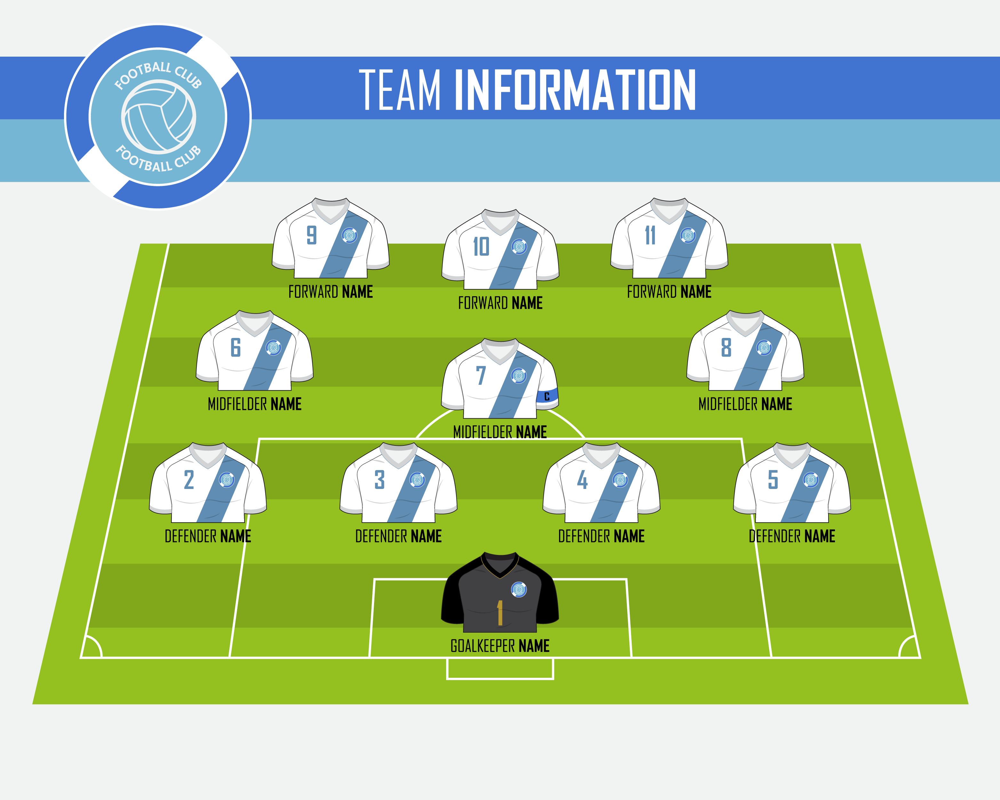 FOOTBALL CLUB
FOOTBALL CLUB
TEAM INFORMATION
9
10
11
FORWARD NAME
FORWARD NAME
FORWARD NAME
6
7
8
C
MIDFIELDER NAME
MIDFIELDER NAME
MIDFIELDER NAME
2
3
4
5
DEFENDER NAME
DEFENDER NAME
DEFENDER NAME
DEFENDER NAME
1
GOALKEEPER NAME